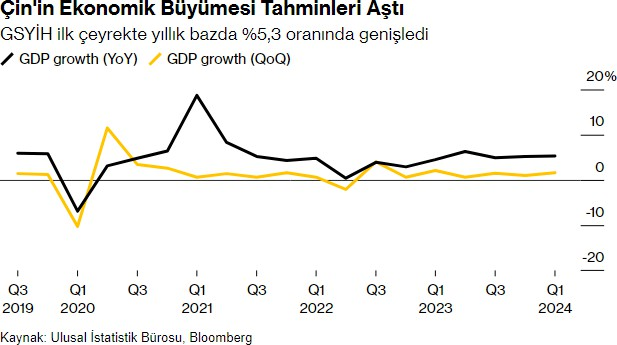 Çin'in Ekonomik Büyümesi Tahminleri Aştı
GSYİH ilk çeyrekte yıllık bazda %5,3 oranında genişledi
GDP growth (YoY) GDP growth (QoQ)
20%
10
0
-10
-20
Q3 Q1 Q3 Q1 Q3 Q1 Q3 Q1 Q3 Q1
2019 2020 2021 2022 2023 2024
Kaynak: Ulusal İstatistik Bürosu, Bloomberg